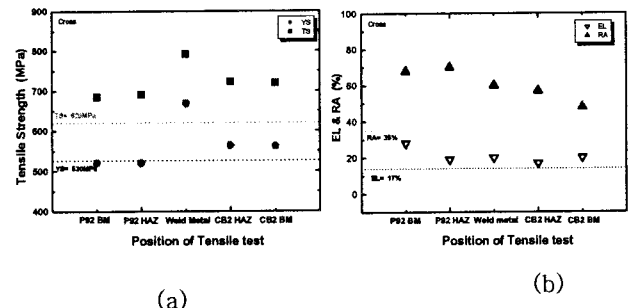 Cross
YS
TS
Tensile Strength (MPa)
900
800
700
600
500
400
TS= 620MPa
YS= 530MPa
P92 BM
P92 HAZ
Weld Metal
CB2 HAZ
CB2 BM
Position of Tensile test
(a)
Cross
EL
RA
EL & RA (%)
100
80
60
40
20
0
RA= 35%
EL= 17%
P92 BM
P92 HAZ
Weld metal
CB2 HAZ
CB2 BM
Position of Tensile test
(b)